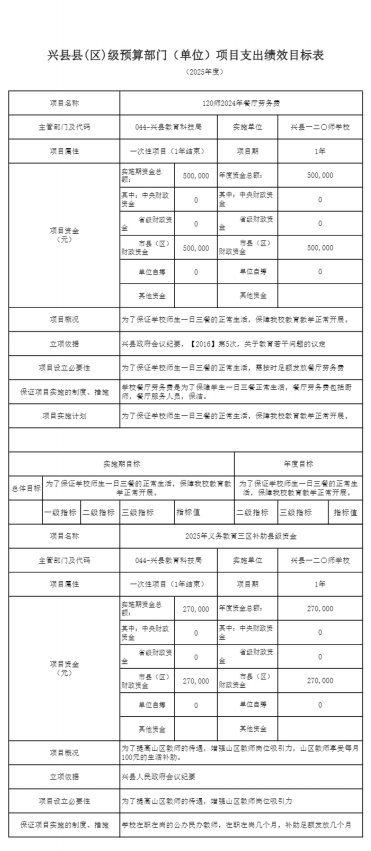 兴县县(区)级预算部门（单位）项目支出绩效目标表
（2025年度）
项目名称 120师2024年餐厅劳务费
主管部门及代码 044-兴县教育科技局 实施单位 兴县一二〇师学校
项目属性 一次性项目（1年结束） 项目期 1年
项目资金
（元）
实施期资金总
额: 500,000 年度资金总额: 500,000
其中: 中央财政资
金 0 其中: 中央财政资
金 0
省级财政资
金 0 省级财政资
金 0
市县（区）
财政资金 500,000 市县（区）
财政资金 500,000
单位自筹 0 单位自筹 0
其他资金 其他资金
项目概况 为了保证学校师生一日三餐的正常生活，保障我校教育教学正常开展。
立项依据 兴县政府会议纪要，【2016】第5次，关于教育若干问题的议定
项目设立必要性 为了保证学校师生一日三餐的正常生活，需按时足额发放餐厅劳务费
保证项目实施的制度、措施 学校餐厅劳务费是为了保障学生一日三餐正常生活，餐厅劳务费包括厨
师，餐厅服务人员，保洁。
项目实施计划 为了保证学校师生一日三餐的正常生活，保障我校教育教学正常开展。
实施期目标 年度目标
总体目标 为了保证学校师生一日三餐的正常生活，保障我校教育教
学正常开展。 为了保证学校师生一日三餐的正常生
活，保障我校教育教学正常开展。
一级指标 二级指标 三级指标 指标值 二级指标 三级指标 指标值
项目名称 2025年义务教育三区补助县级资金
主管部门及代码 044-兴县教育科技局 实施单位 兴县一二〇师学校
项目属性 一次性项目（1年结束） 项目期 1年
项目资金
（元）
实施期资金总
额: 270,000 年度资金总额: 270,000
其中: 中央财政资
金 0 其中: 中央财政资
金 0
省级财政资
金 0 省级财政资
金 0
市县（区）
财政资金 270,000 市县（区）
财政资金 270,000
单位自筹 0 单位自筹 0
其他资金 其他资金
项目概况 为了提高山区教师的待遇，增强山区教师岗位吸引力，山区教师享受每月
100元的生活补助。
立项依据 兴县人民政府会议纪要
项目设立必要性 为了提高山区教师的待遇，增强山区教师岗位吸引力
保证项目实施的制度、措施 学校在职在岗的公办民办教师，在职在岗几个月，补助足额发放几个月